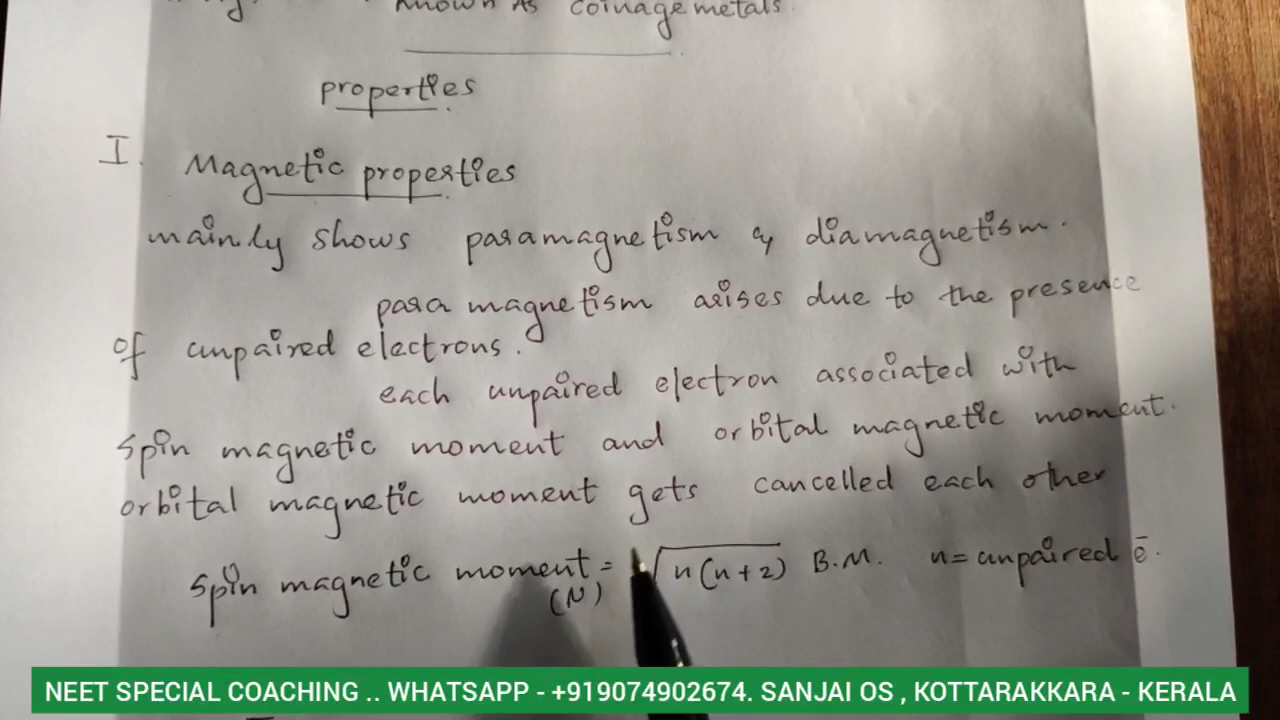 known As coinage metals.
properties
I. Magnetic properties
mainly shows paramagnetism & diamagnetism.
para magnetism arises due to the presence
of unpaired electrons.
each unpaired electron associated with
spin magnetic moment and orbital magnetic moment.
orbital magnetic moment gets cancelled each other
spin magnetic moment = √n(n+2) B.M. n= unpaired ē.
(N)
NEET SPECIAL COACHING .. WHATSAPP - +919074902674. SANJAI OS , KOTTARAKKARA - KERALA